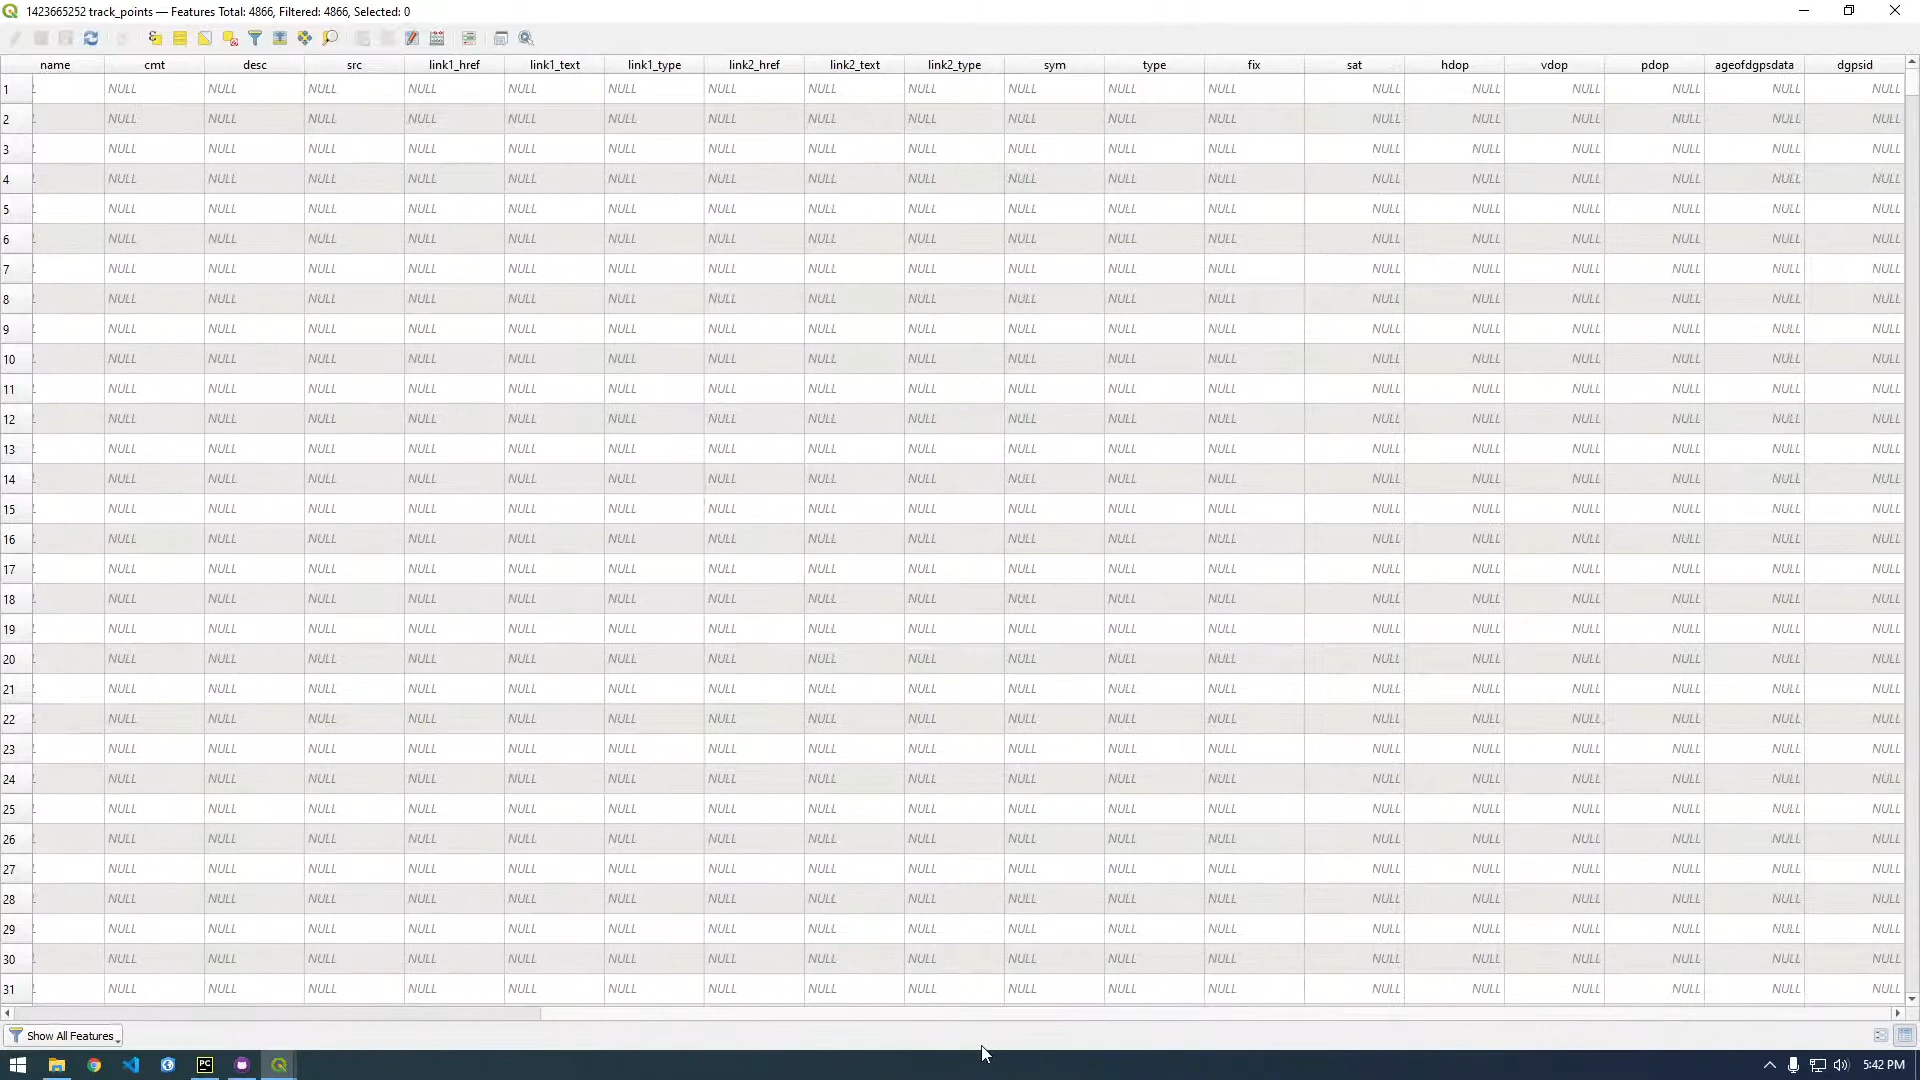 1423665252 track_points — Features Total: 4866, Filtered: 4866, Selected: 0
name cmt desc src link1_href link1_text link1_type link2_href link2_text link2_type sym type fix sat hdop vdop pdop ageofdgpsdata dgpsid
1 NULL NULL NULL NULL NULL NULL NULL NULL NULL NULL NULL NULL NULL NULL NULL NULL NULL NULL
2 NULL NULL NULL NULL NULL NULL NULL NULL NULL NULL NULL NULL NULL NULL NULL NULL NULL NULL
3 NULL NULL NULL NULL NULL NULL NULL NULL NULL NULL NULL NULL NULL NULL NULL NULL NULL NULL
4 NULL NULL NULL NULL NULL NULL NULL NULL NULL NULL NULL NULL NULL NULL NULL NULL NULL NULL
5 NULL NULL NULL NULL NULL NULL NULL NULL NULL NULL NULL NULL NULL NULL NULL NULL NULL NULL
6 NULL NULL NULL NULL NULL NULL NULL NULL NULL NULL NULL NULL NULL NULL NULL NULL NULL NULL
7 NULL NULL NULL NULL NULL NULL NULL NULL NULL NULL NULL NULL NULL NULL NULL NULL NULL NULL
8 NULL NULL NULL NULL NULL NULL NULL NULL NULL NULL NULL NULL NULL NULL NULL NULL NULL NULL
9 NULL NULL NULL NULL NULL NULL NULL NULL NULL NULL NULL NULL NULL NULL NULL NULL NULL NULL
10 NULL NULL NULL NULL NULL NULL NULL NULL NULL NULL NULL NULL NULL NULL NULL NULL NULL NULL
11 NULL NULL NULL NULL NULL NULL NULL NULL NULL NULL NULL NULL NULL NULL NULL NULL NULL NULL
12 NULL NULL NULL NULL NULL NULL NULL NULL NULL NULL NULL NULL NULL NULL NULL NULL NULL NULL
13 NULL NULL NULL NULL NULL NULL NULL NULL NULL NULL NULL NULL NULL NULL NULL NULL NULL NULL
14 NULL NULL NULL NULL NULL NULL NULL NULL NULL NULL NULL NULL NULL NULL NULL NULL NULL NULL
15 NULL NULL NULL NULL NULL NULL NULL NULL NULL NULL NULL NULL NULL NULL NULL NULL NULL NULL
16 NULL NULL NULL NULL NULL NULL NULL NULL NULL NULL NULL NULL NULL NULL NULL NULL NULL NULL
17 NULL NULL NULL NULL NULL NULL NULL NULL NULL NULL NULL NULL NULL NULL NULL NULL NULL NULL
18 NULL NULL NULL NULL NULL NULL NULL NULL NULL NULL NULL NULL NULL NULL NULL NULL NULL NULL
19 NULL NULL NULL NULL NULL NULL NULL NULL NULL NULL NULL NULL NULL NULL NULL NULL NULL NULL
20 NULL NULL NULL NULL NULL NULL NULL NULL NULL NULL NULL NULL NULL NULL NULL NULL NULL NULL
21 NULL NULL NULL NULL NULL NULL NULL NULL NULL NULL NULL NULL NULL NULL NULL NULL NULL NULL
22 NULL NULL NULL NULL NULL NULL NULL NULL NULL NULL NULL NULL NULL NULL NULL NULL NULL NULL
23 NULL NULL NULL NULL NULL NULL NULL NULL NULL NULL NULL NULL NULL NULL NULL NULL NULL NULL
24 NULL NULL NULL NULL NULL NULL NULL NULL NULL NULL NULL NULL NULL NULL NULL NULL NULL NULL
25 NULL NULL NULL NULL NULL NULL NULL NULL NULL NULL NULL NULL NULL NULL NULL NULL NULL NULL
26 NULL NULL NULL NULL NULL NULL NULL NULL NULL NULL NULL NULL NULL NULL NULL NULL NULL NULL
27 NULL NULL NULL NULL NULL NULL NULL NULL NULL NULL NULL NULL NULL NULL NULL NULL NULL NULL
28 NULL NULL NULL NULL NULL NULL NULL NULL NULL NULL NULL NULL NULL NULL NULL NULL NULL NULL
29 NULL NULL NULL NULL NULL NULL NULL NULL NULL NULL NULL NULL NULL NULL NULL NULL NULL NULL
30 NULL NULL NULL NULL NULL NULL NULL NULL NULL NULL NULL NULL NULL NULL NULL NULL NULL NULL
31 NULL NULL NULL NULL NULL NULL NULL NULL NULL NULL NULL NULL NULL NULL NULL NULL NULL NULL
Show All Features
PC
5:42 PM